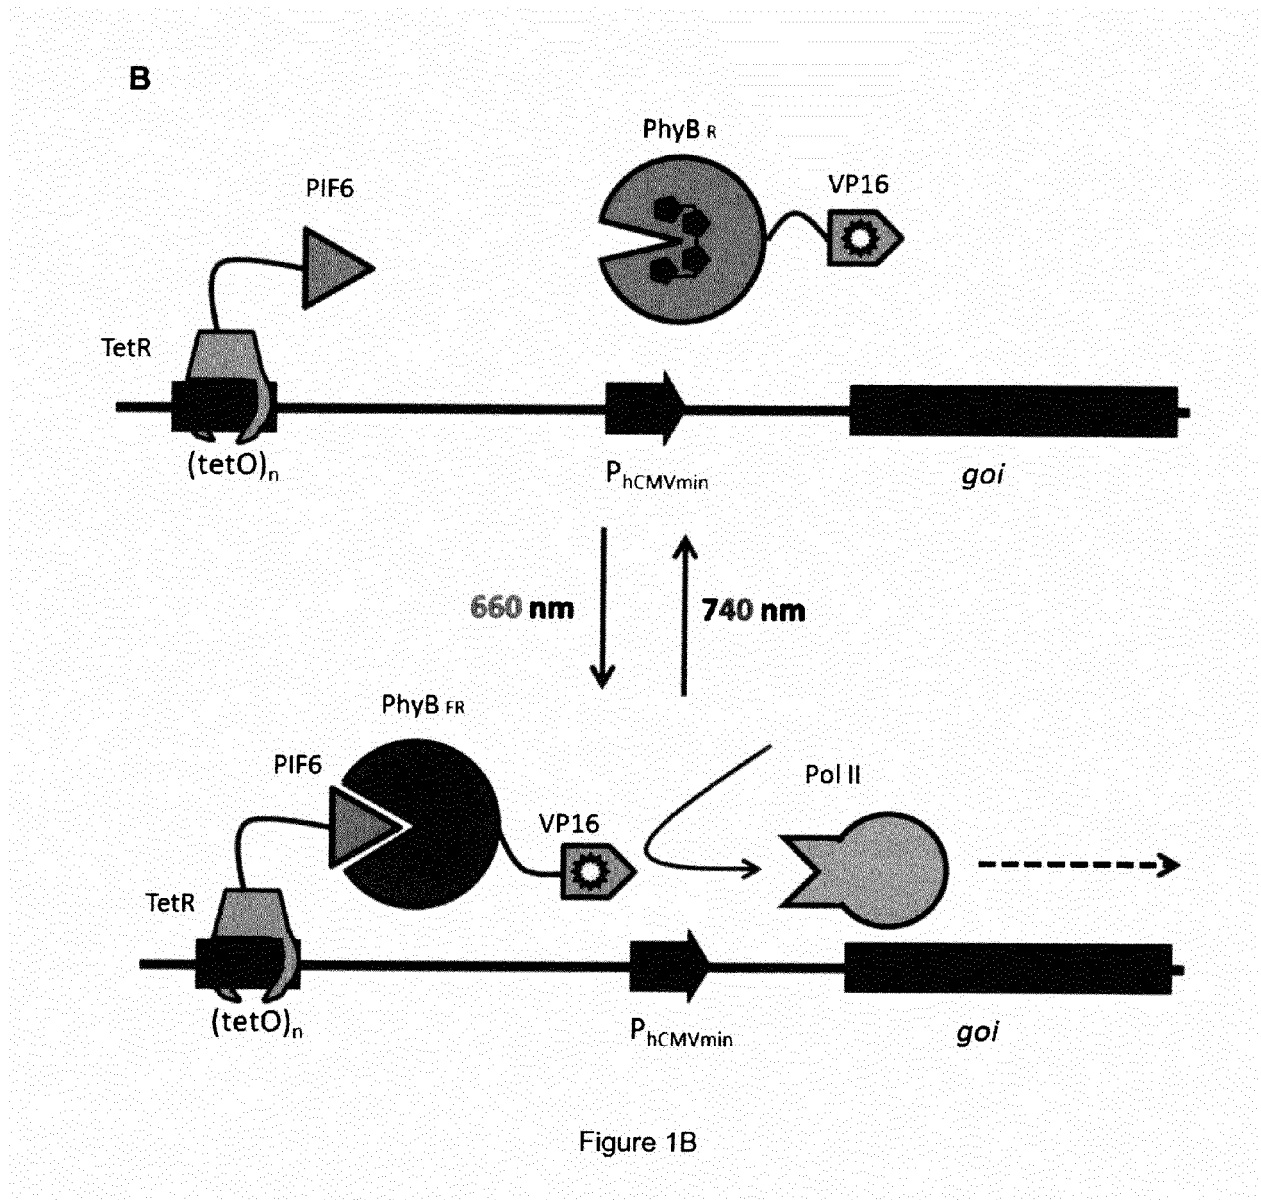 B
PhyB R
PIF6
VP16
TetR
(tetO)n
PhCMVmin
goi
660 nm
740 nm
PhyB FR
PIF6
Pol II
VP16
TetR
(tetO)n
PhCMVmin
goi
Figure 1B